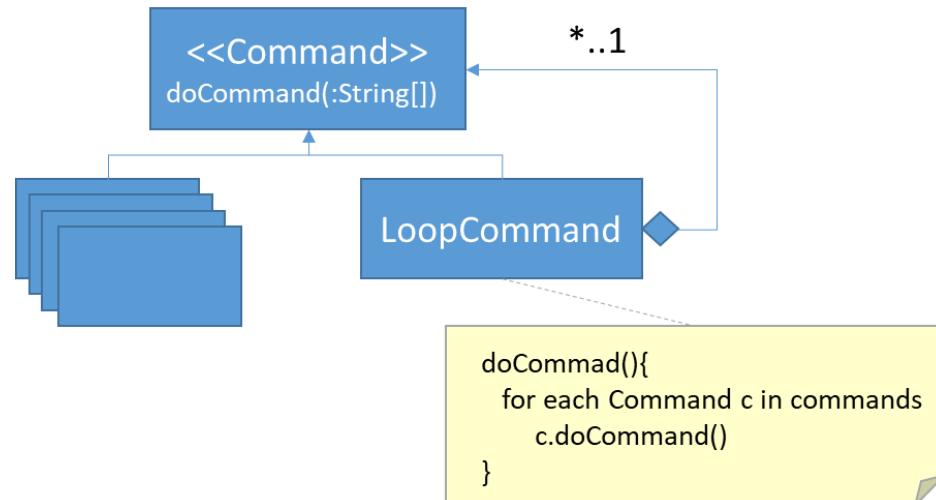 <<Command>>
doCommand(:String[])
*..1
LoopCommand
doCommad(){
for each Command c in commands
c.doCommand()
}